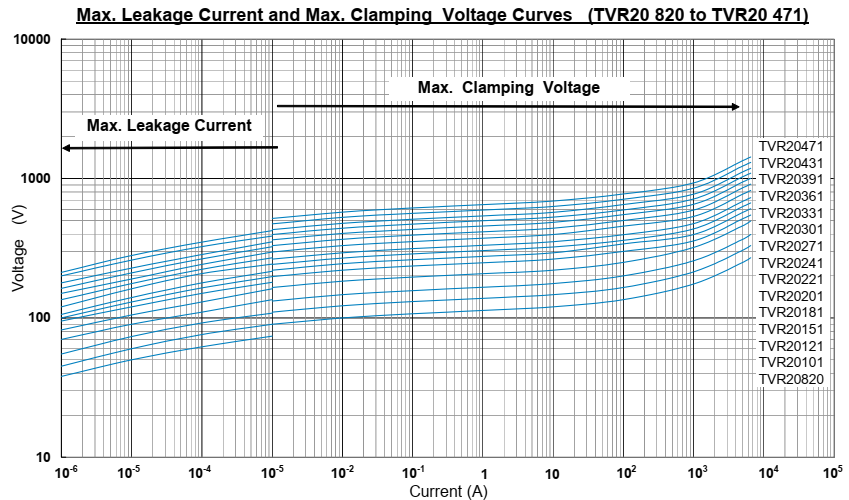 Max. Leakage Current and Max. Clamping Voltage Curves (TVR20 820 to TVR20 471)
10000
1000
100
10
Voltage (V)
Max. Clamping Voltage
Max. Leakage Current
TVR20471
TVR20431
TVR20391
TVR20361
TVR20331
TVR20301
TVR20271
TVR20241
TVR20221
TVR20201
TVR20181
TVR20151
TVR20121
TVR20101
TVR20820
10-6 10-5 10-4 10-5 10-2 10-1 1 10 102 103 104 105
Current (A)